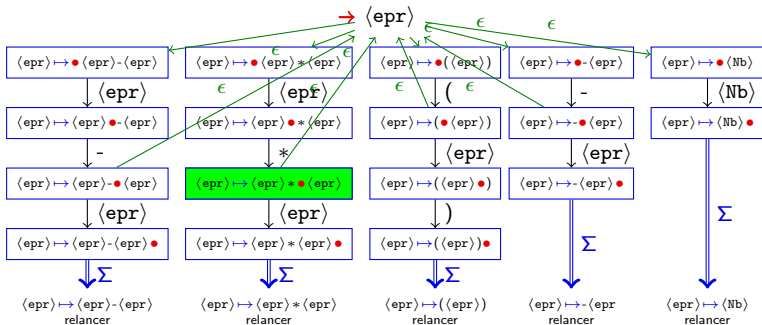 →⟨epr⟩
ϵ ϵ ϵ ϵ ϵ
⟨epr⟩↦●⟨epr⟩-⟨epr⟩ ⟨epr⟩↦●⟨epr⟩*⟨epr⟩ ⟨epr⟩↦●(⟨epr⟩) ⟨epr⟩↦●-⟨epr⟩ ⟨epr⟩↦●⟨Nb⟩
⟨epr⟩ ⟨epr⟩ ( - ⟨Nb⟩
ϵ ϵ ϵ ϵ
⟨epr⟩↦⟨epr⟩●-⟨epr⟩ ⟨epr⟩↦⟨epr⟩●*⟨epr⟩ ⟨epr⟩↦(●⟨epr⟩) ⟨epr⟩↦-●⟨epr⟩ ⟨epr⟩↦⟨Nb⟩●
- * ⟨epr⟩ ⟨epr⟩
⟨epr⟩↦⟨epr⟩-●⟨epr⟩ ⟨epr⟩↦⟨epr⟩*●⟨epr⟩ ⟨epr⟩↦(⟨epr⟩●) ⟨epr⟩↦-⟨epr⟩●
⟨epr⟩ ⟨epr⟩ ) Σ
⟨epr⟩↦⟨epr⟩-⟨epr⟩● ⟨epr⟩↦⟨epr⟩*⟨epr⟩● ⟨epr⟩↦(⟨epr⟩)● Σ
Σ Σ Σ
⟨epr⟩↦⟨epr⟩-⟨epr⟩ ⟨epr⟩↦⟨epr⟩*⟨epr⟩ ⟨epr⟩↦(⟨epr⟩) ⟨epr⟩↦-⟨epr ⟨epr⟩↦⟨Nb⟩
relancer relancer relancer relancer relancer